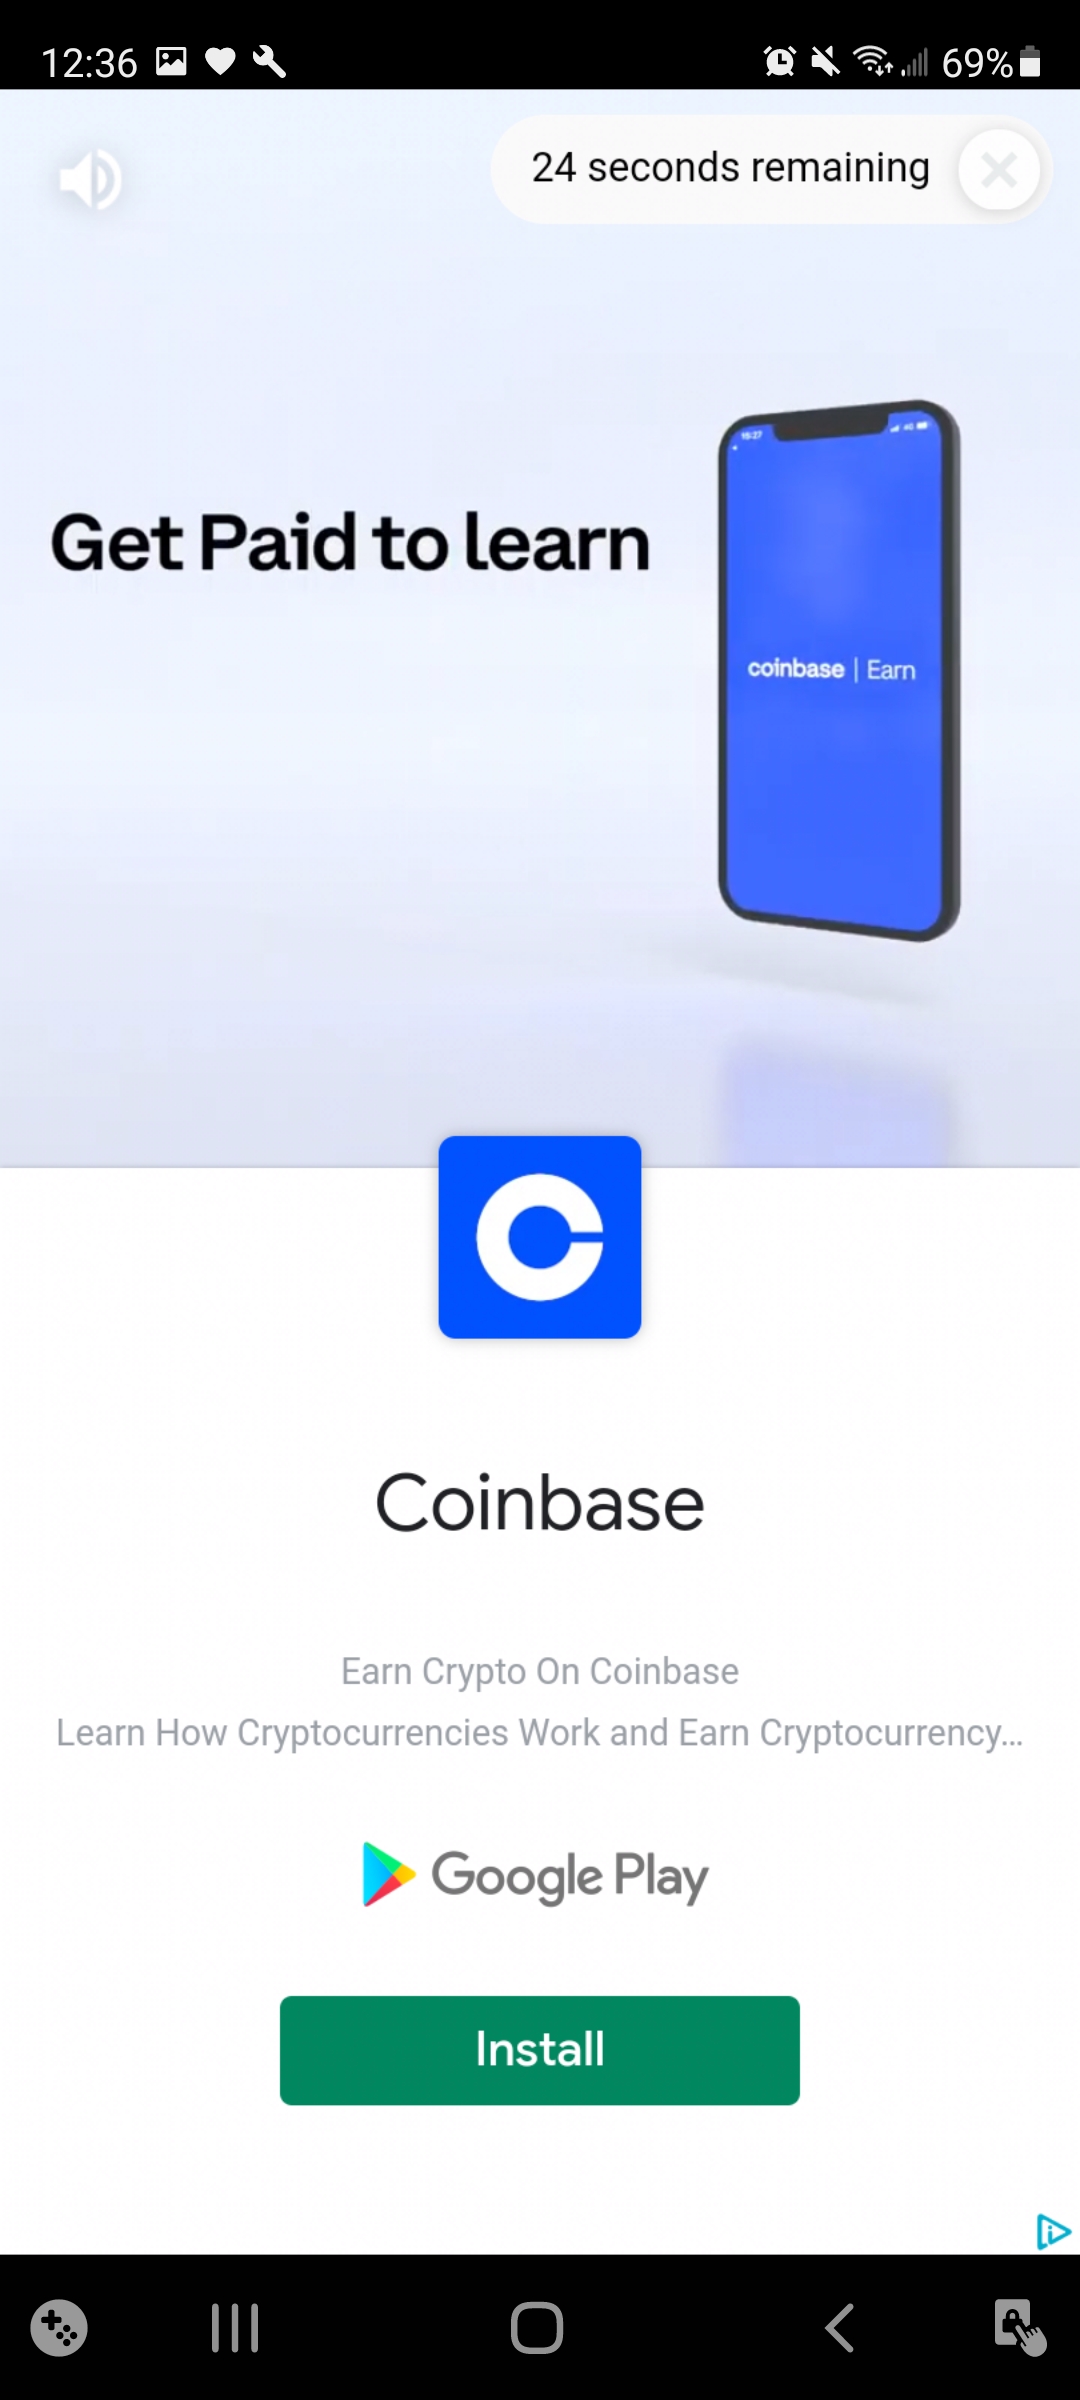 12:36
69%
24 seconds remaining
Get Paid to learn
coinbase | Earn
Coinbase
Earn Crypto On Coinbase
Learn How Cryptocurrencies Work and Earn Cryptocurrency...
Google Play
Install